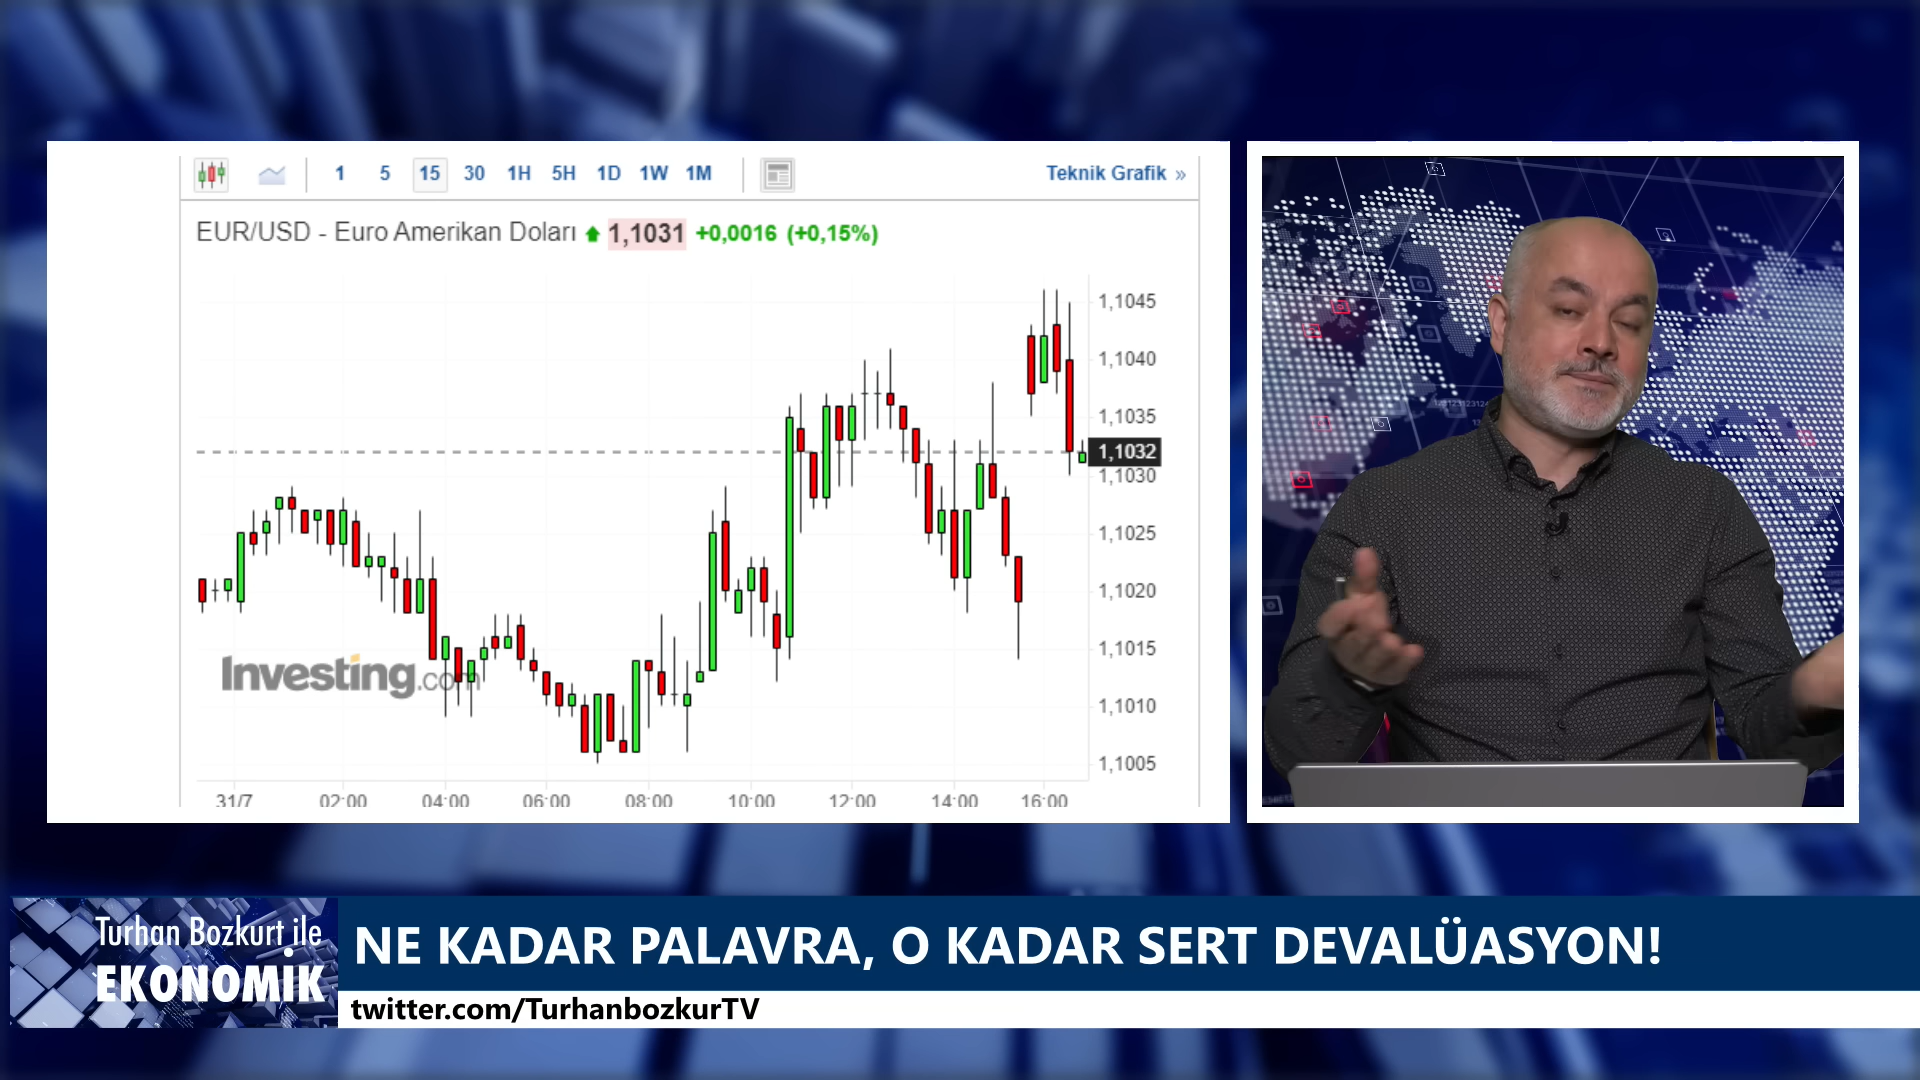 1 5 15 30 1H 5H 1D 1W 1M
Teknik Grafik »
EUR/USD - Euro Amerikan Doları 1,1031 +0,0016 (+0,15%)
1,1045
1,1040
1,1035
1,1032
1,1030
1,1025
1,1020
1,1015
1,1010
1,1005
Investing.com
31/7 02:00 04:00 06:00 08:00 10:00 12:00 14:00 16:00
Turhan Bozkurt ile
EKONOMİK
NE KADAR PALAVRA, O KADAR SERT DEVALÜASYON!
twitter.com/TurhanbozkurTV